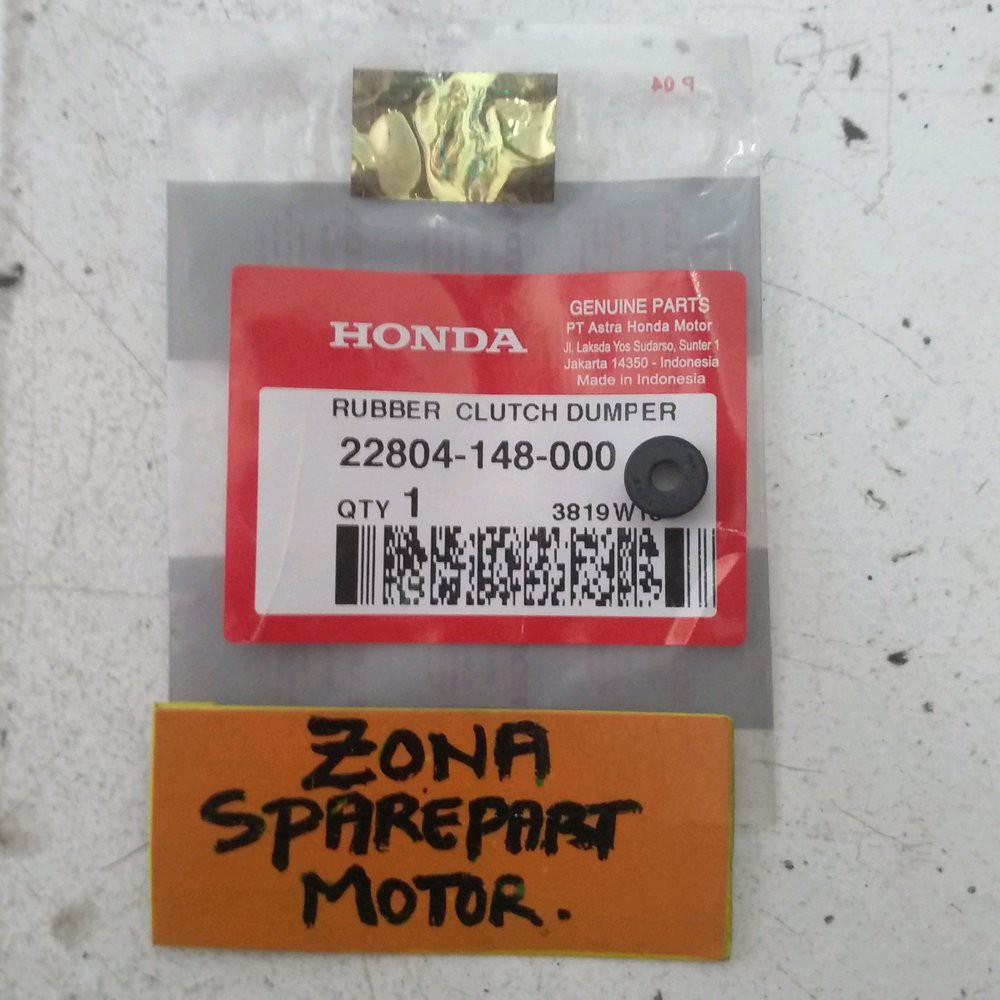 P 04
HONDA
GENUINE PARTS
PT Astra Honda Motor
Jl. Laksda Yos Sudarso, Sunter 1
Jakarta 14350 - Indonesia
Made in Indonesia
RUBBER CLUTCH DUMPER
22804-148-000
QTY 1
ZONA
SPAREPART
MOTOR.